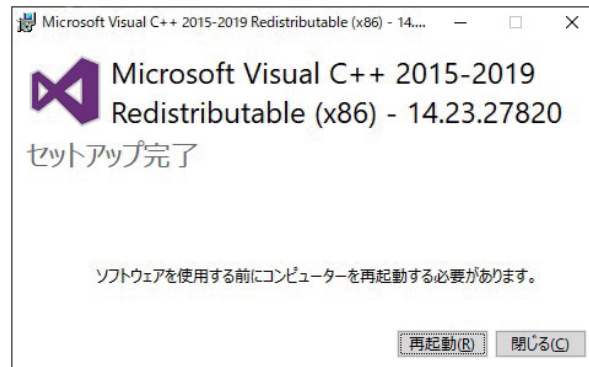 Microsoft Visual C++ 2015-2019 Redistributable (x86) - 14....
Microsoft Visual C++ 2015-2019
Redistributable (x86) - 14.23.27820
セットアップ完了
ソフトウェアを使用する前にコンピューターを再起動する必要があります。
再起動(R) 閉じる(C)